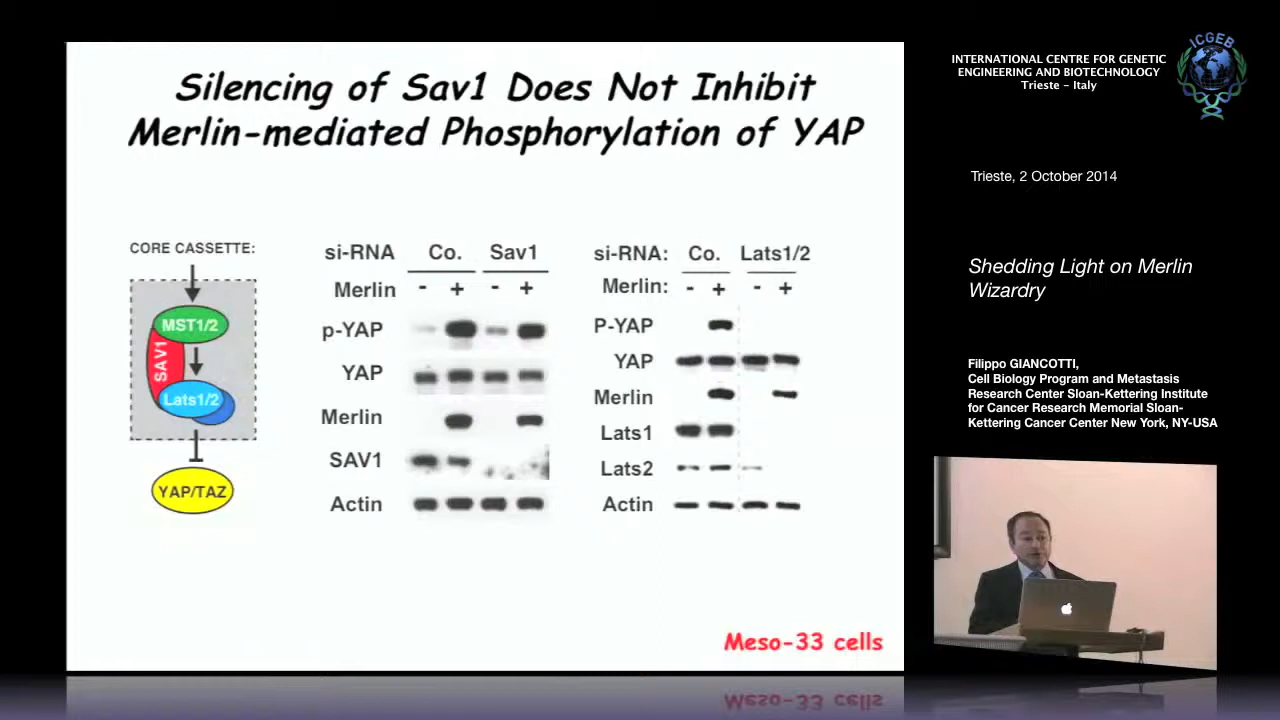 Silencing of Sav1 Does Not Inhibit
Merlin-mediated Phosphorylation of YAP
CORE CASSETTE:
MST1/2
SAV1
Lats1/2
YAP/TAZ
si-RNA Co. Sav1
Merlin - + - +
p-YAP
YAP
Merlin
SAV1
Actin
si-RNA: Co. Lats1/2
Merlin: - + - +
P-YAP
YAP
Merlin
Lats1
Lats2
Actin
Meso-33 cells
INTERNATIONAL CENTRE FOR GENETIC
ENGINEERING AND BIOTECHNOLOGY
Trieste - Italy
ICGEB
Trieste, 2 October 2014
Shedding Light on Merlin
Wizardry
Filippo GIANCOTTI,
Cell Biology Program and Metastasis
Research Center Sloan-Kettering Institute
for Cancer Research Memorial Sloan-
Kettering Cancer Center New York, NY-USA